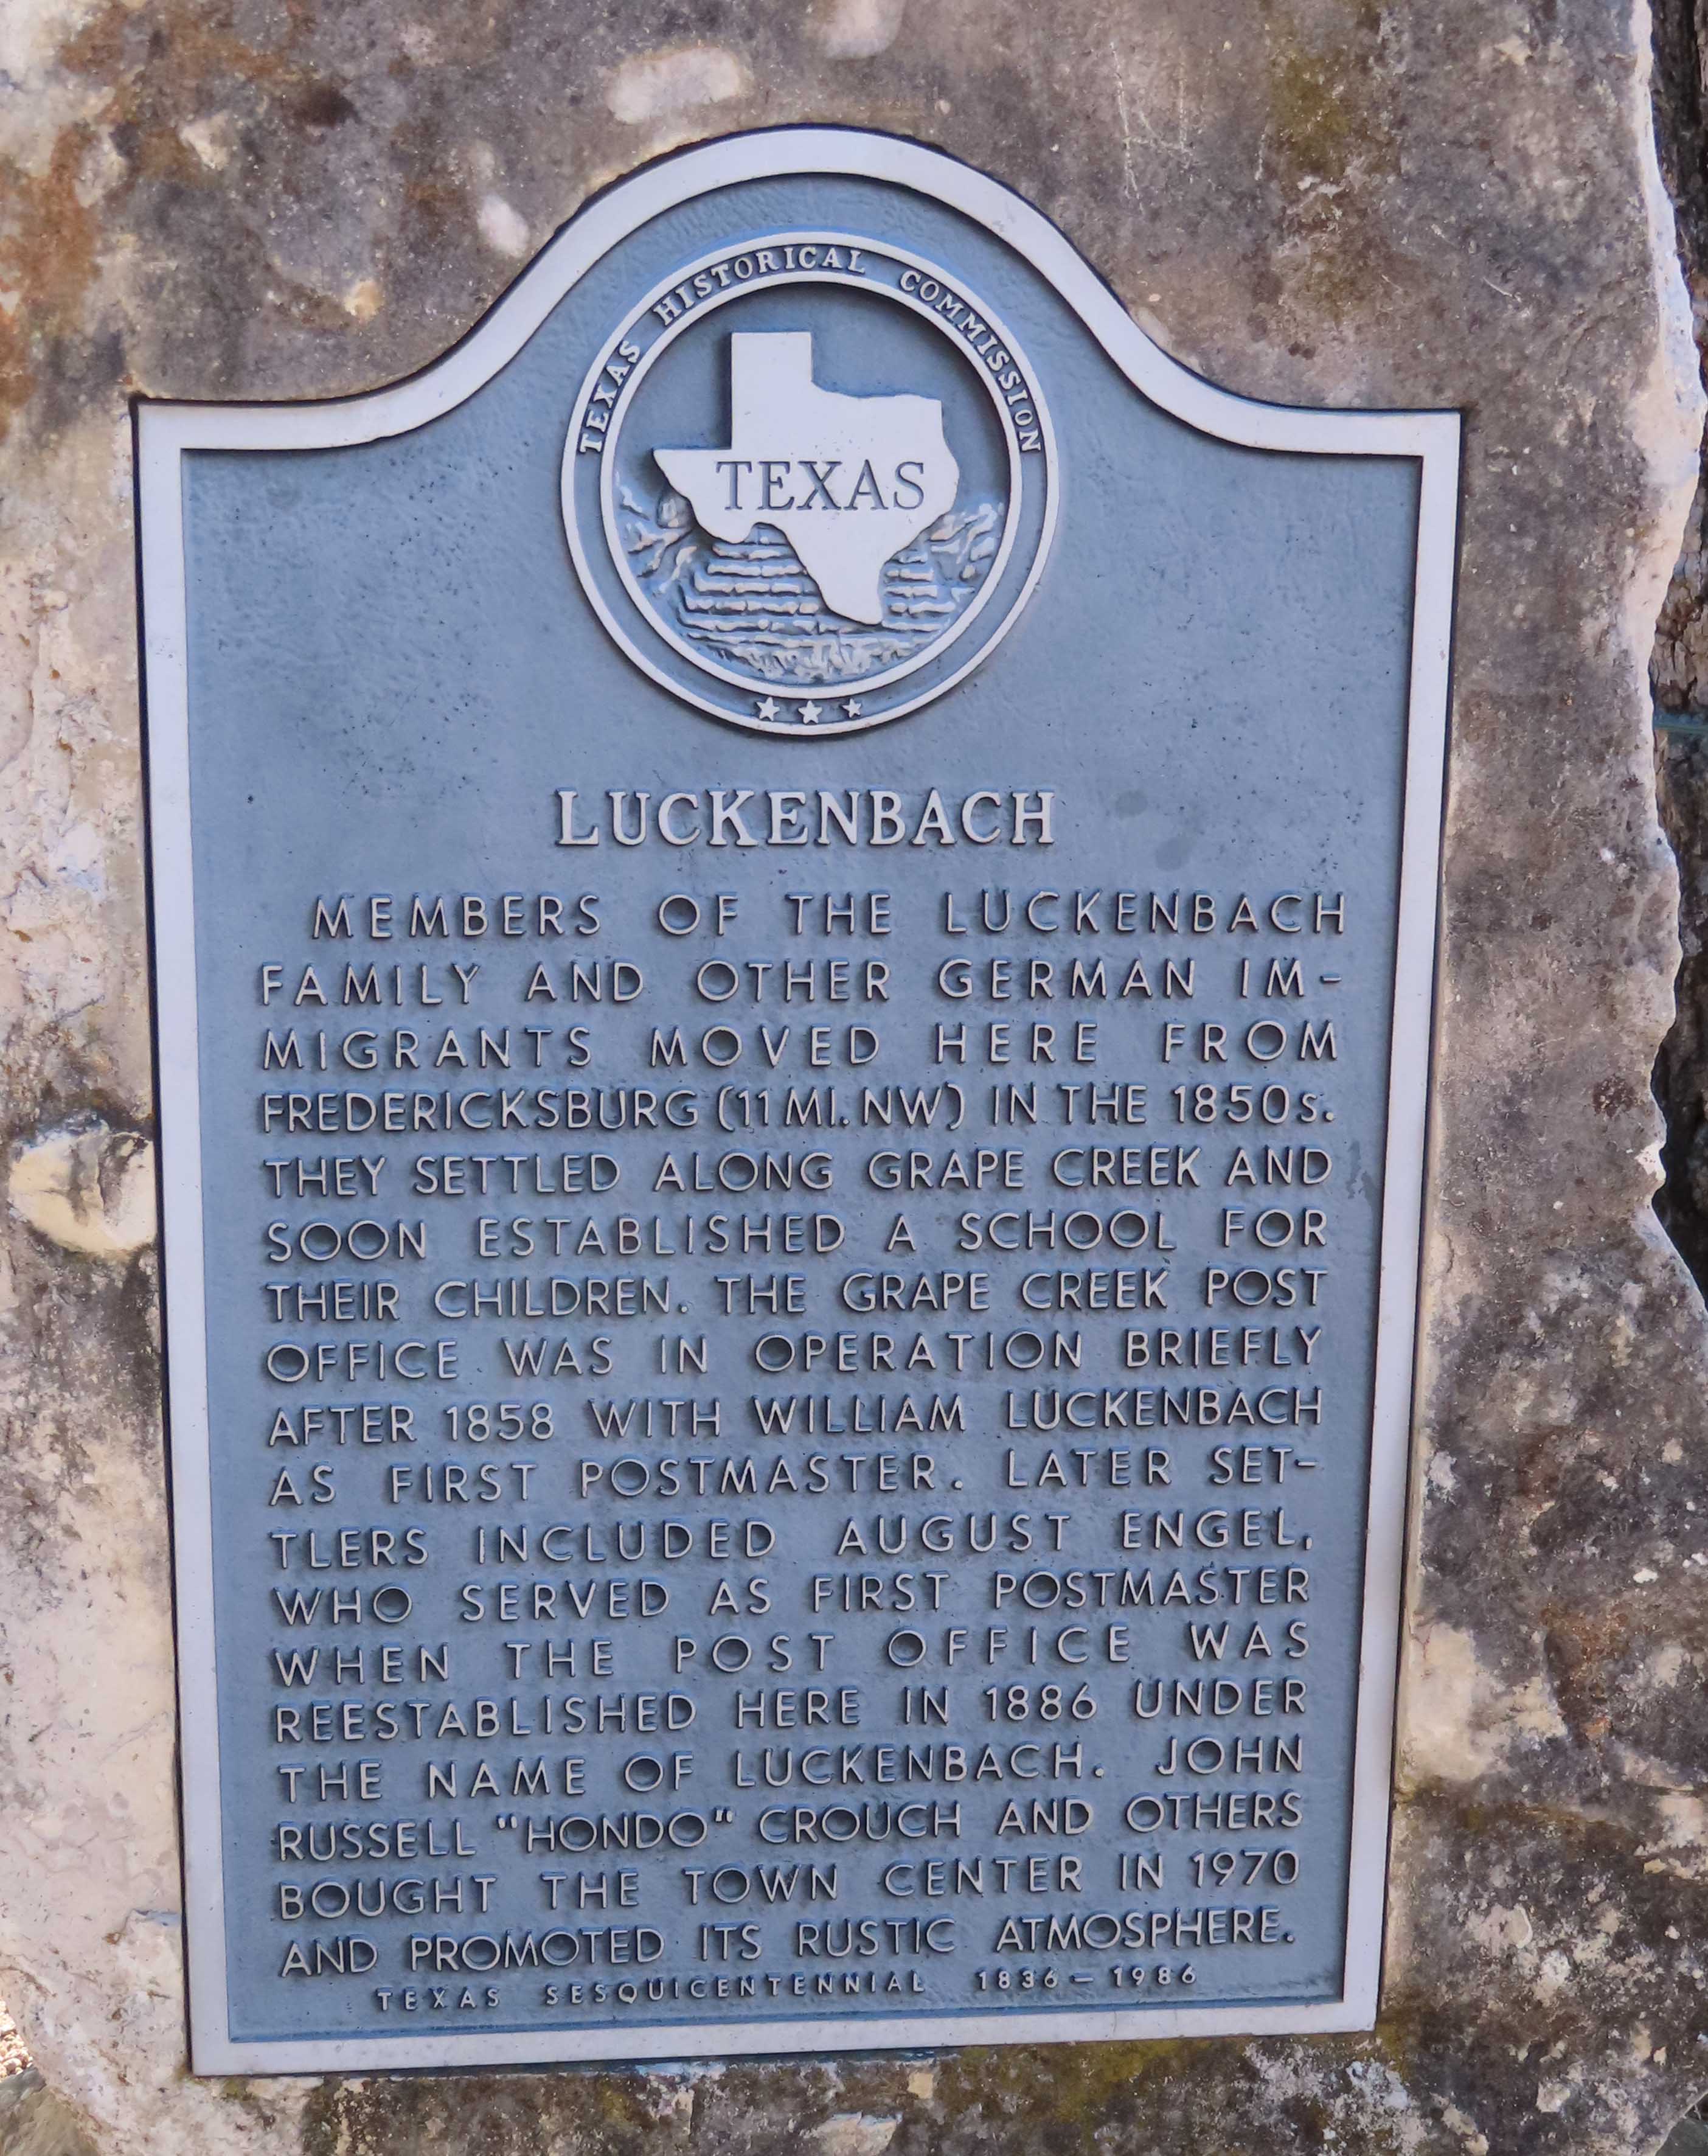 TEXAS HISTORICAL COMMISSION
TEXAS
LUCKENBACH
MEMBERS OF THE LUCKENBACH
FAMILY AND OTHER GERMAN IM-
MIGRANTS MOVED HERE FROM
FREDERICKSBURG (11 MI. NW) IN THE 1850s.
THEY SETTLED ALONG GRAPE CREEK AND
SOON ESTABLISHED A SCHOOL FOR
THEIR CHILDREN. THE GRAPE CREEK POST
OFFICE WAS IN OPERATION BRIEFLY
AFTER 1858 WITH WILLIAM LUCKENBACH
AS FIRST POSTMASTER. LATER SET-
TLERS INCLUDED AUGUST ENGEL,
WHO SERVED AS FIRST POSTMASTER
WHEN THE POST OFFICE WAS
REESTABLISHED HERE IN 1886 UNDER
THE NAME OF LUCKENBACH. JOHN
RUSSELL "HONDO" CROUCH AND OTHERS
BOUGHT THE TOWN CENTER IN 1970
AND PROMOTED ITS RUSTIC ATMOSPHERE.
TEXAS SESQUICENTENNIAL 1836-1986